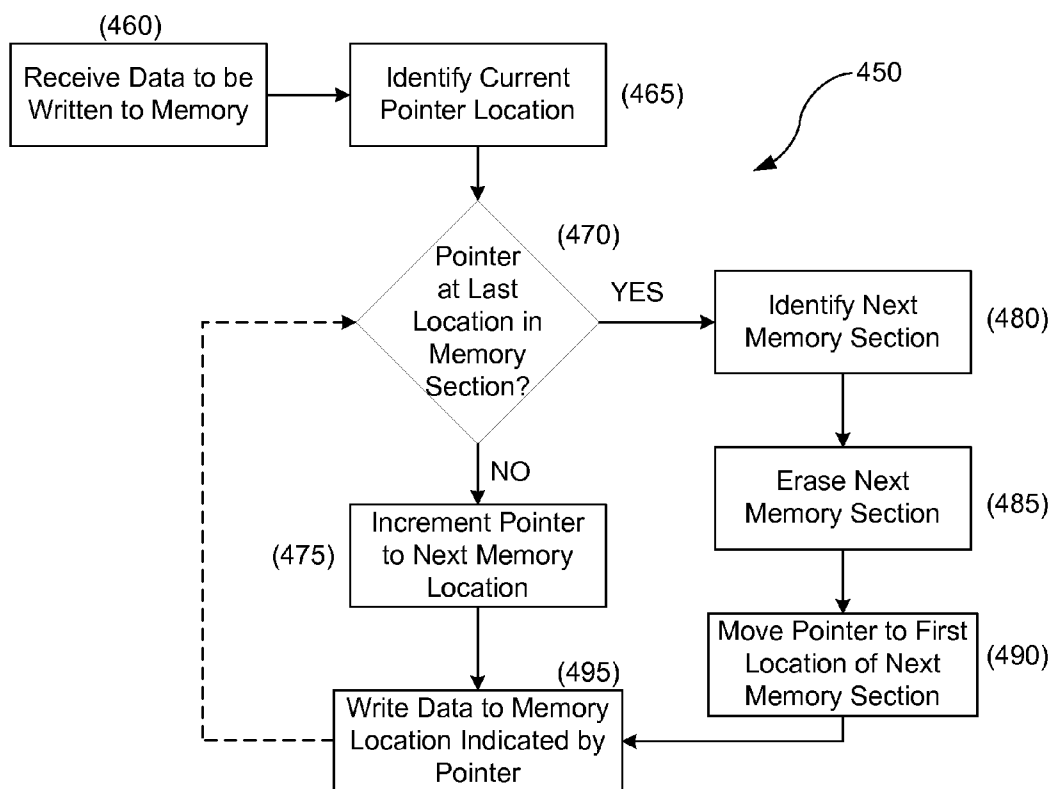 (460)
Receive Data to be
Written to Memory
Identify Current
Pointer Location
(465)
450
(470)
Pointer
at Last
Location in
Memory
Section?
YES
Identify Next
Memory Section
(480)
NO
Erase Next
Memory Section
(485)
(475)
Increment Pointer
to Next Memory
Location
Move Pointer to First
Location of Next
Memory Section
(490)
(495)
Write Data to Memory
Location Indicated by
Pointer